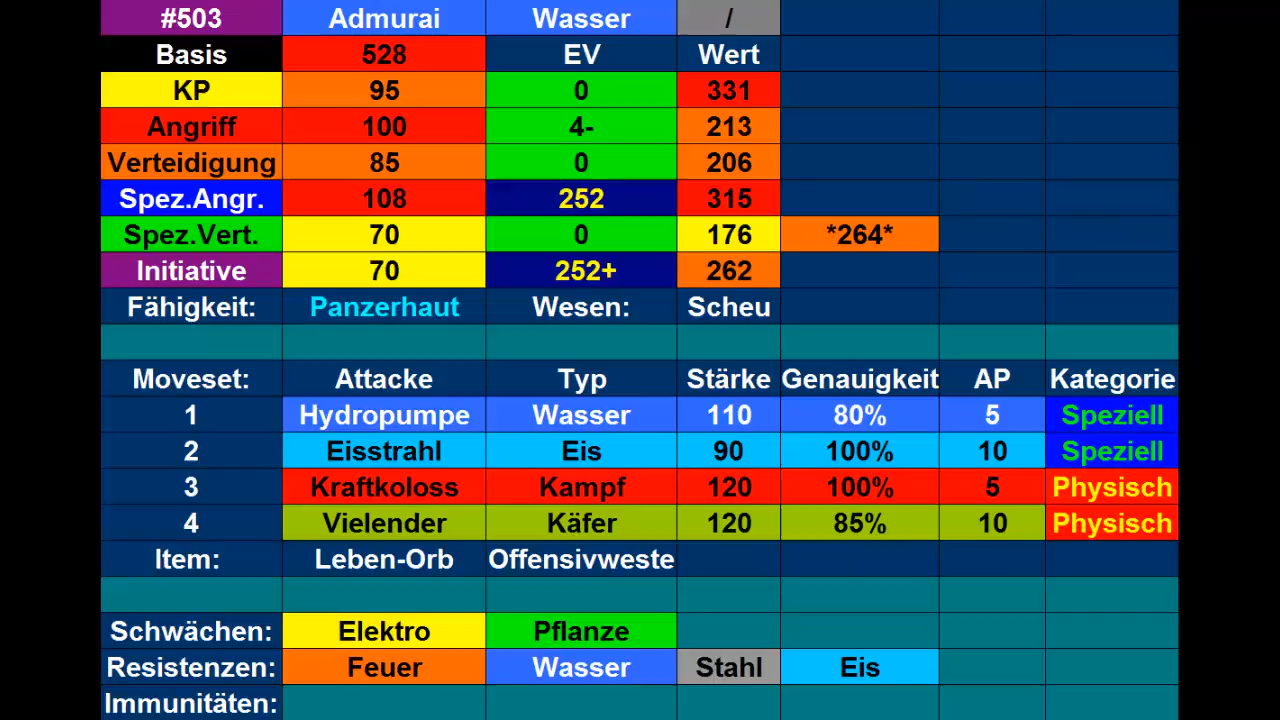 #503 Admurai Wasser /
Basis 528 EV Wert
KP 95 0 331
Angriff 100 4- 213
Verteidigung 85 0 206
Spez.Angr. 108 252 315
Spez.Vert. 70 0 176 *264*
Initiative 70 252+ 262
Fähigkeit: Panzerhaut Wesen: Scheu
Moveset: Attacke Typ Stärke Genauigkeit AP Kategorie
1 Hydropumpe Wasser 110 80% 5 Speziell
2 Eisstrahl Eis 90 100% 10 Speziell
3 Kraftkoloss Kampf 120 100% 5 Physisch
4 Vielender Käfer 120 85% 10 Physisch
Item: Leben-Orb Offensivweste
Schwächen: Elektro Pflanze
Resistenzen: Feuer Wasser Stahl Eis
Immunitäten: